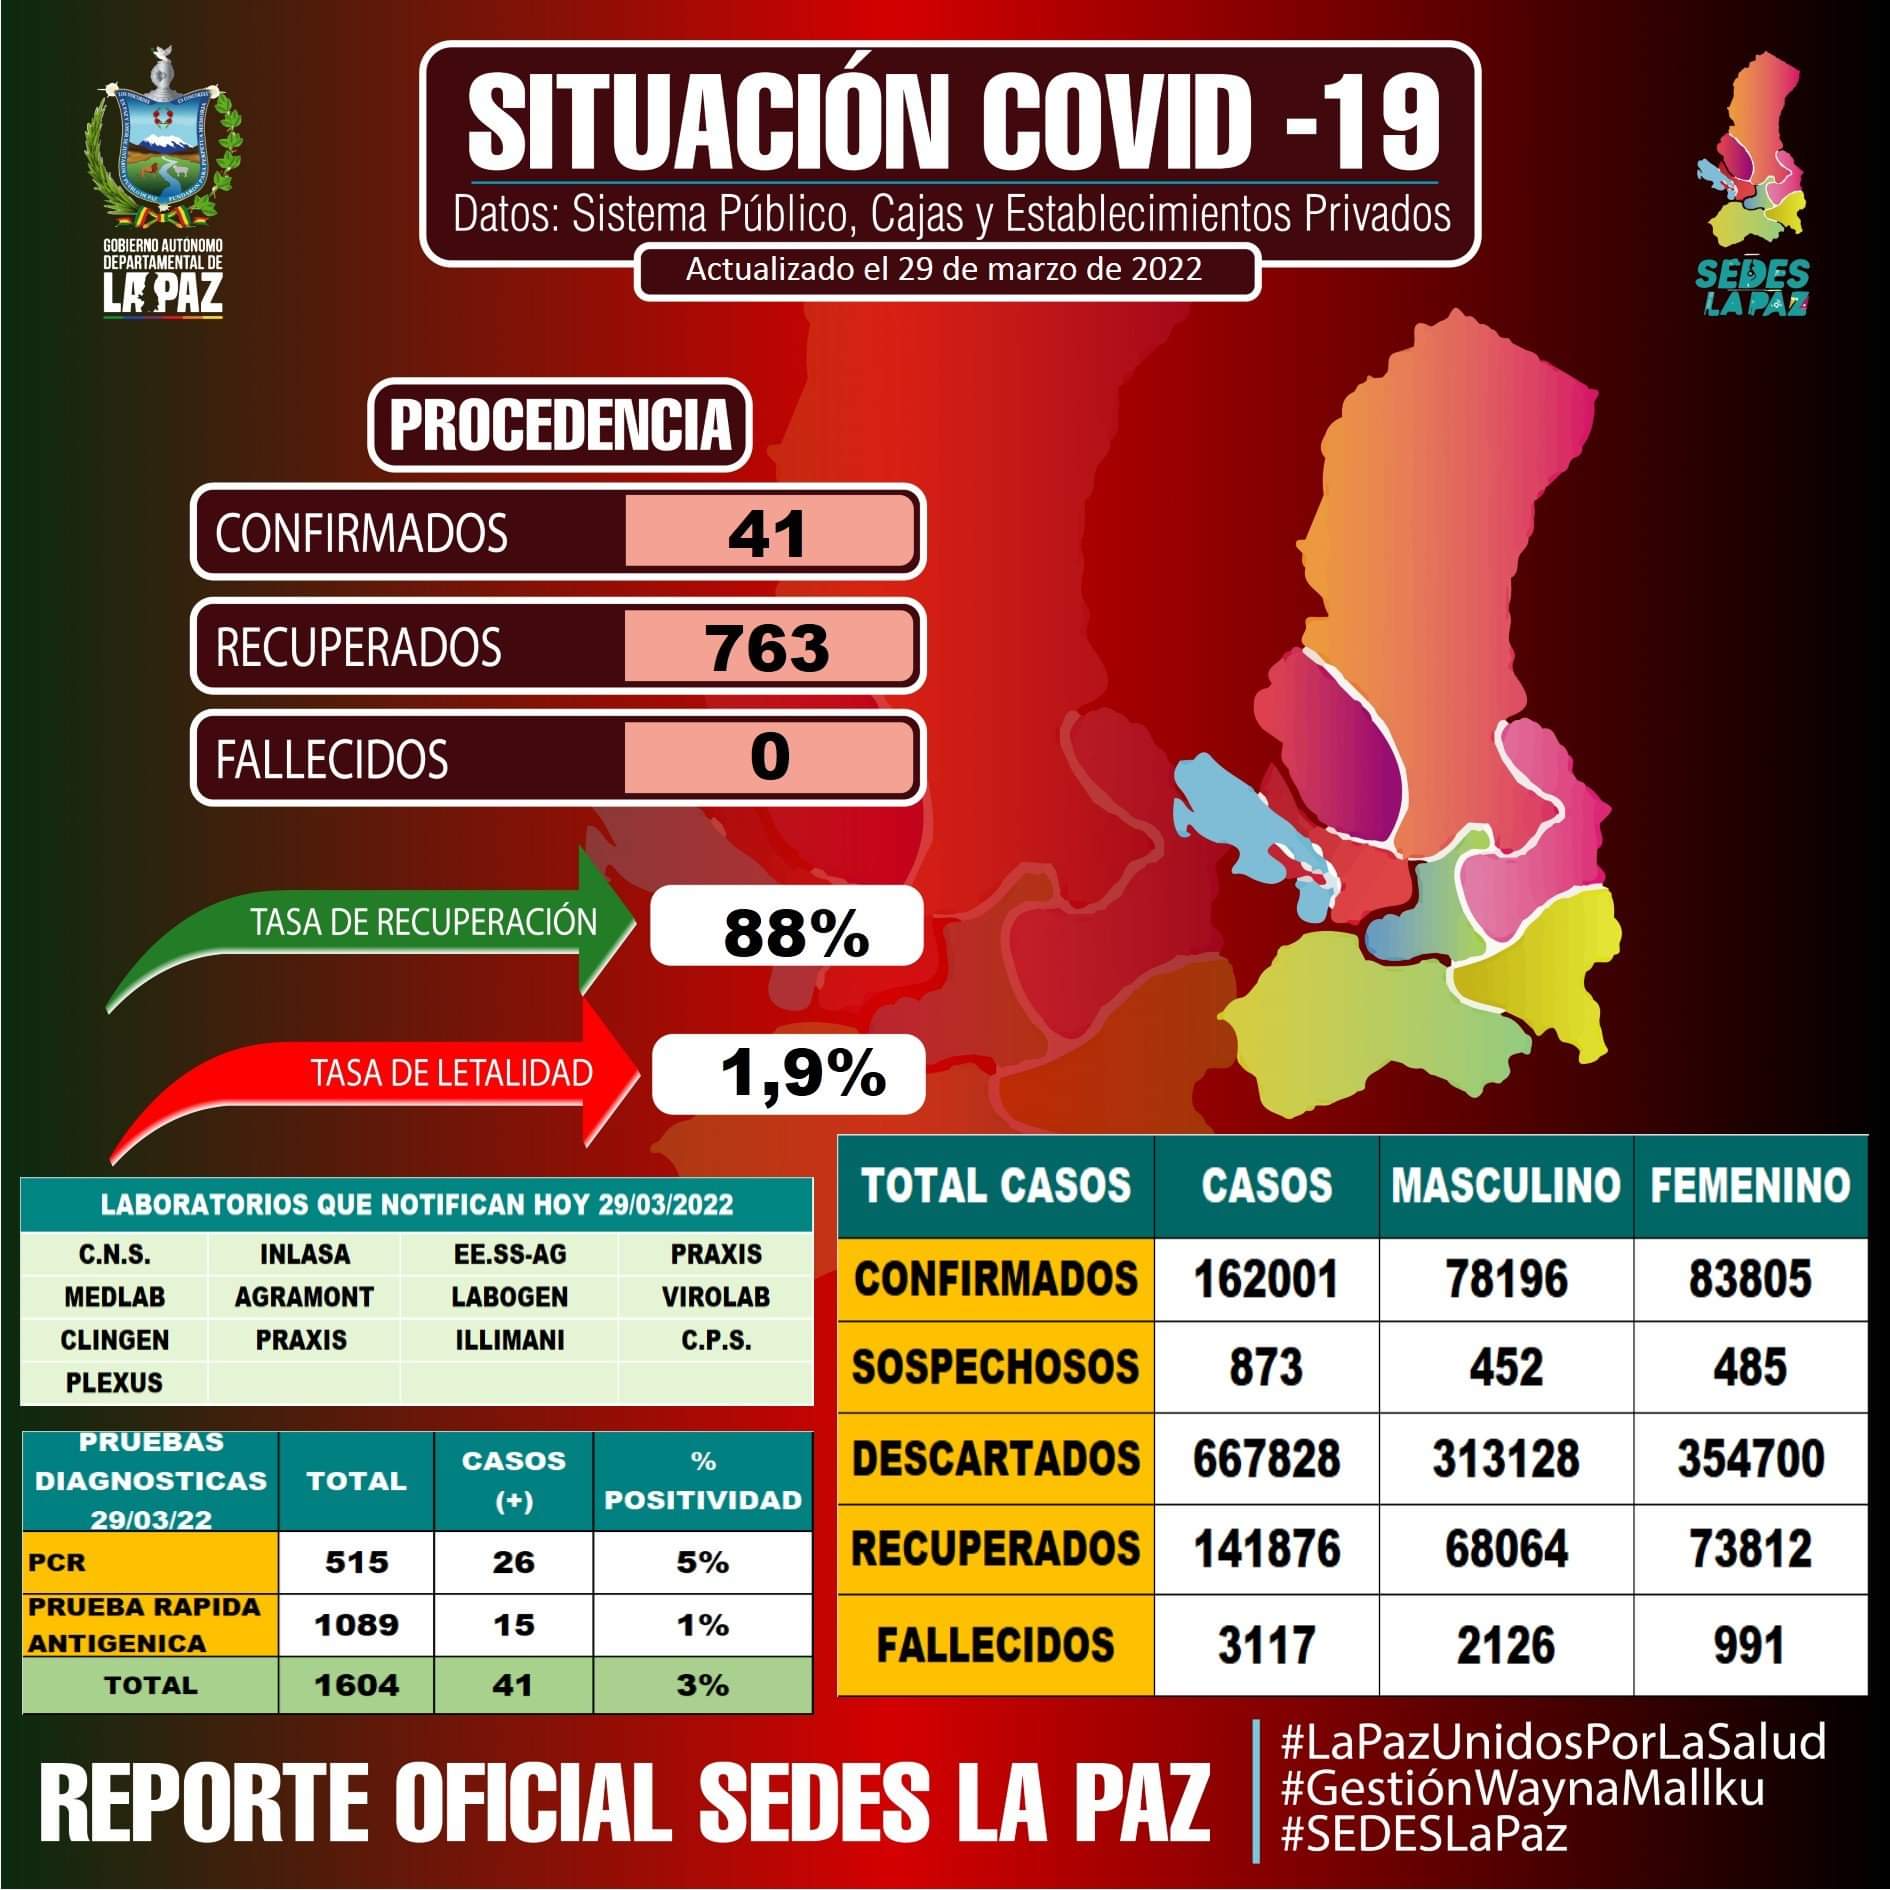 SITUACIÓN COVID -19
Datos: Sistema Público, Cajas y Establecimientos Privados
Actualizado el 29 de marzo de 2022
GOBIERNO AUTÓNOMO
DEPARTAMENTAL DE
LA PAZ
SEDES
LA PAZ
PROCEDENCIA
CONFIRMADOS 41
RECUPERADOS 763
FALLECIDOS 0
TASA DE RECUPERACIÓN 88%
TASA DE LETALIDAD 1,9%
LABORATORIOS QUE NOTIFICAN HOY 29/03/2022
C.N.S. INLASA EE.SS-AG PRAXIS
MEDLAB AGRAMONT LABOGEN VIROLAB
CLINGEN PRAXIS ILLIMANI C.P.S.
PLEXUS
PRUEBAS
DIAGNOSTICAS
29/03/22
TOTAL
CASOS
(+)
%
POSITIVIDAD
PCR 515 26 5%
PRUEBA RAPIDA
ANTIGENICA
1089 15 1%
TOTAL 1604 41 3%
TOTAL CASOS CASOS MASCULINO FEMENINO
CONFIRMADOS 162001 78196 83805
SOSPECHOSOS 873 452 485
DESCARTADOS 667828 313128 354700
RECUPERADOS 141876 68064 73812
FALLECIDOS 3117 2126 991
REPORTE OFICIAL SEDES LA PAZ
#LaPazUnidosPorLaSalud
#GestiónWaynaMallku
#SEDESLaPaz